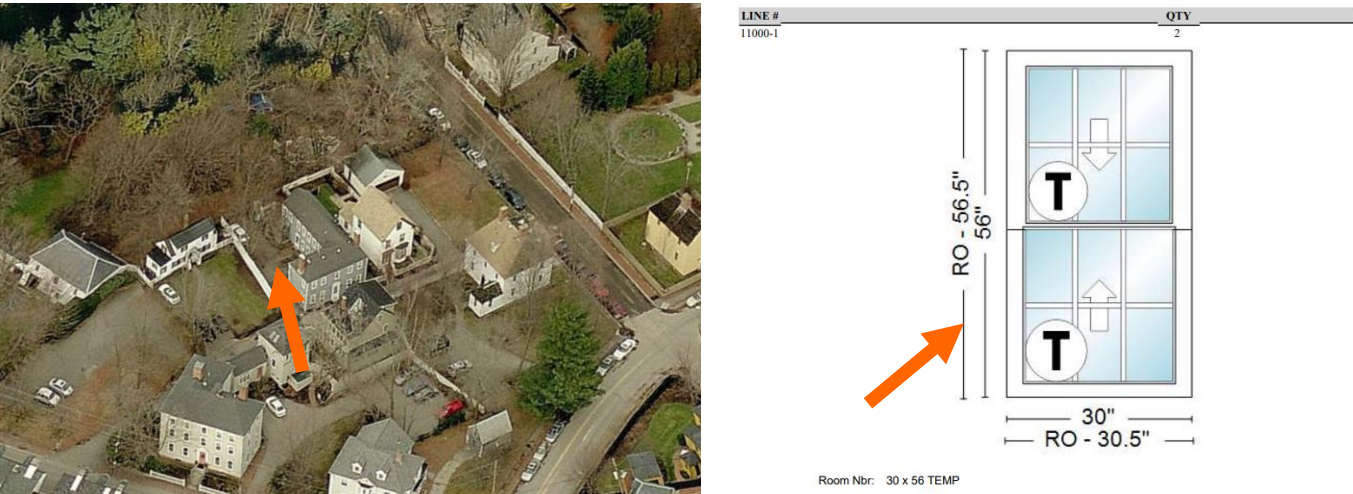 LINE # QTY
11000-1 2
RO - 56.5"
56"
T
T
30"
RO - 30.5"
Room Nbr: 30 x 56 TEMP